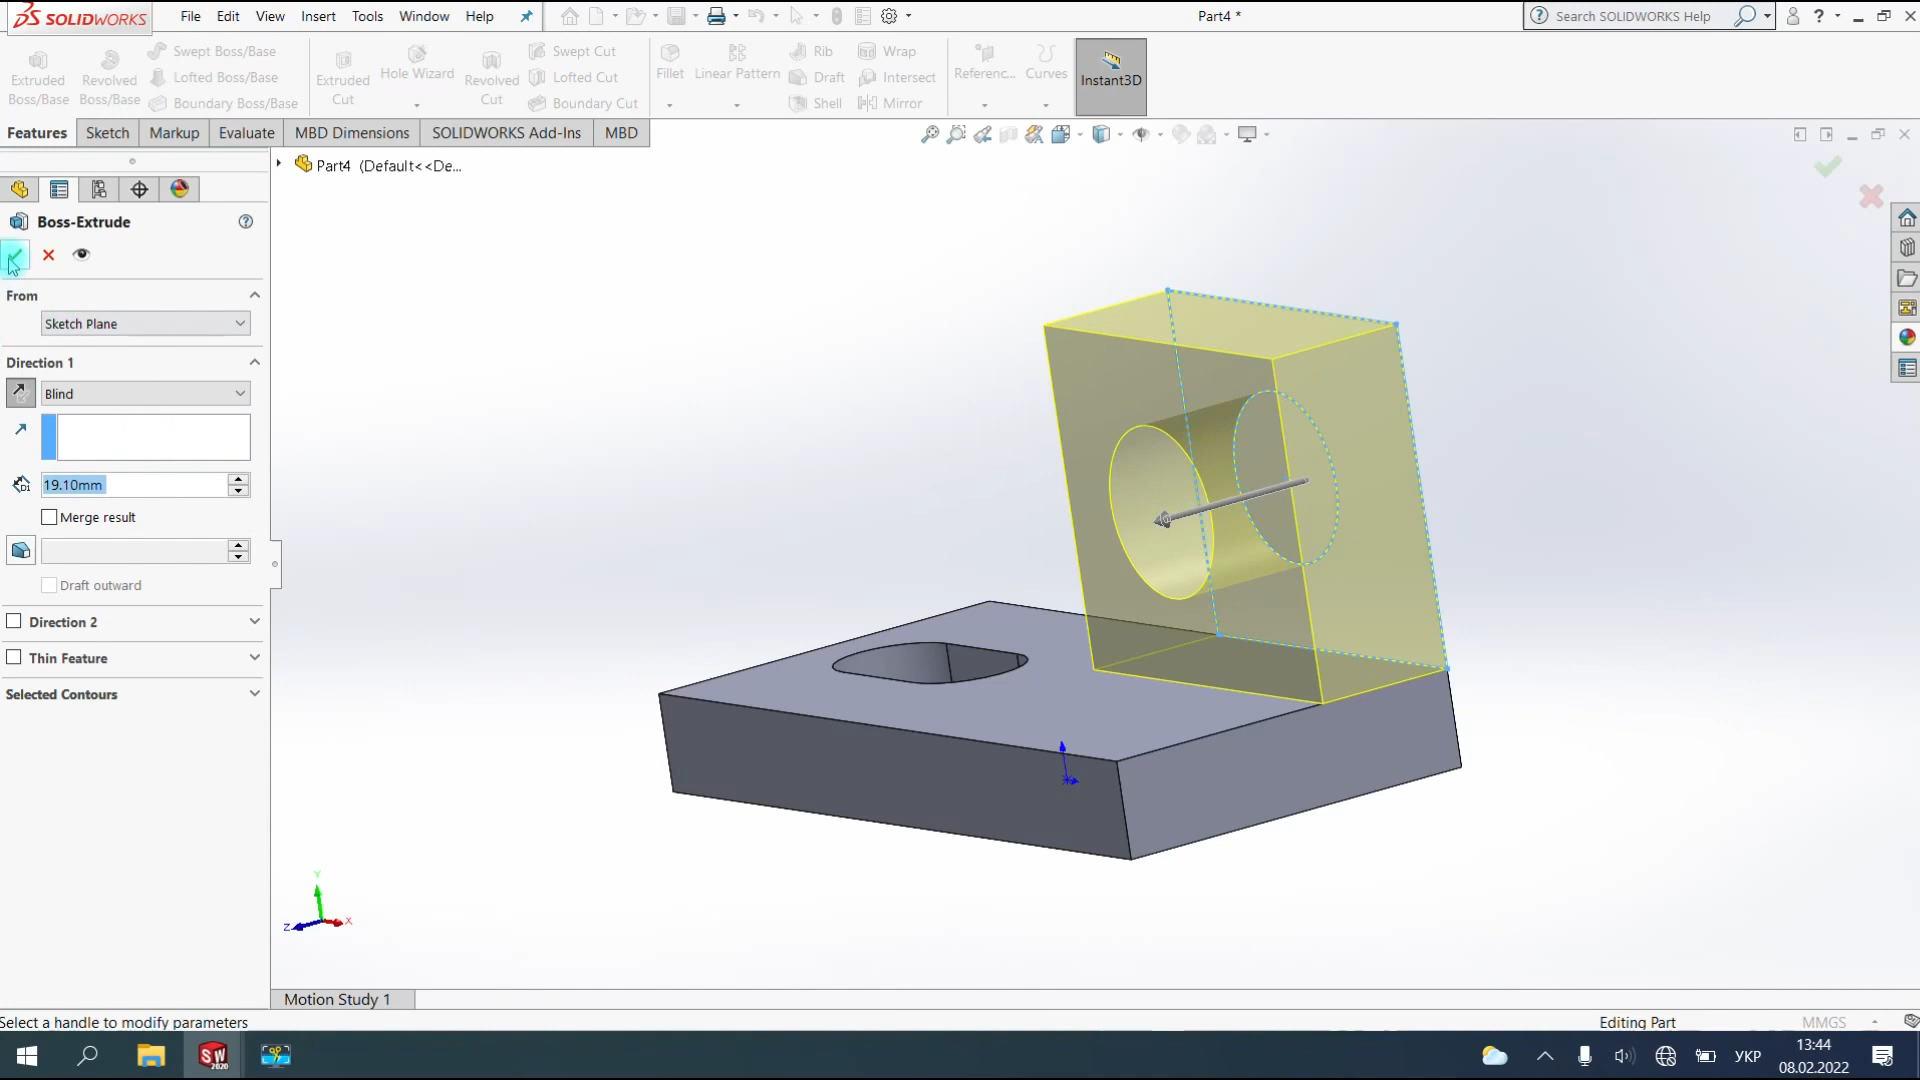 SOLIDWORKS File Edit View Insert Tools Window Help Part4 * Search SOLIDWORKS Help ?
Extruded Boss/Base
Revolved Boss/Base
Swept Boss/Base
Lofted Boss/Base
Boundary Boss/Base
Extruded Cut
Hole Wizard
Revolved Cut
Swept Cut
Lofted Cut
Boundary Cut
Fillet
Linear Pattern
Rib
Draft
Shell
Wrap
Intersect
Mirror
Referenc...
Curves
Instant3D
Features Sketch Markup Evaluate MBD Dimensions SOLIDWORKS Add-Ins MBD
Part4 (Default<<De...
Boss-Extrude
From
Sketch Plane
Direction 1
Blind
D1 19.10mm
Merge result
Draft outward
Direction 2
Thin Feature
Selected Contours
Y
Z X
Motion Study 1
Select a handle to modify parameters Editing Part MMGS
SW 2020
УКР
13:44
08.02.2022